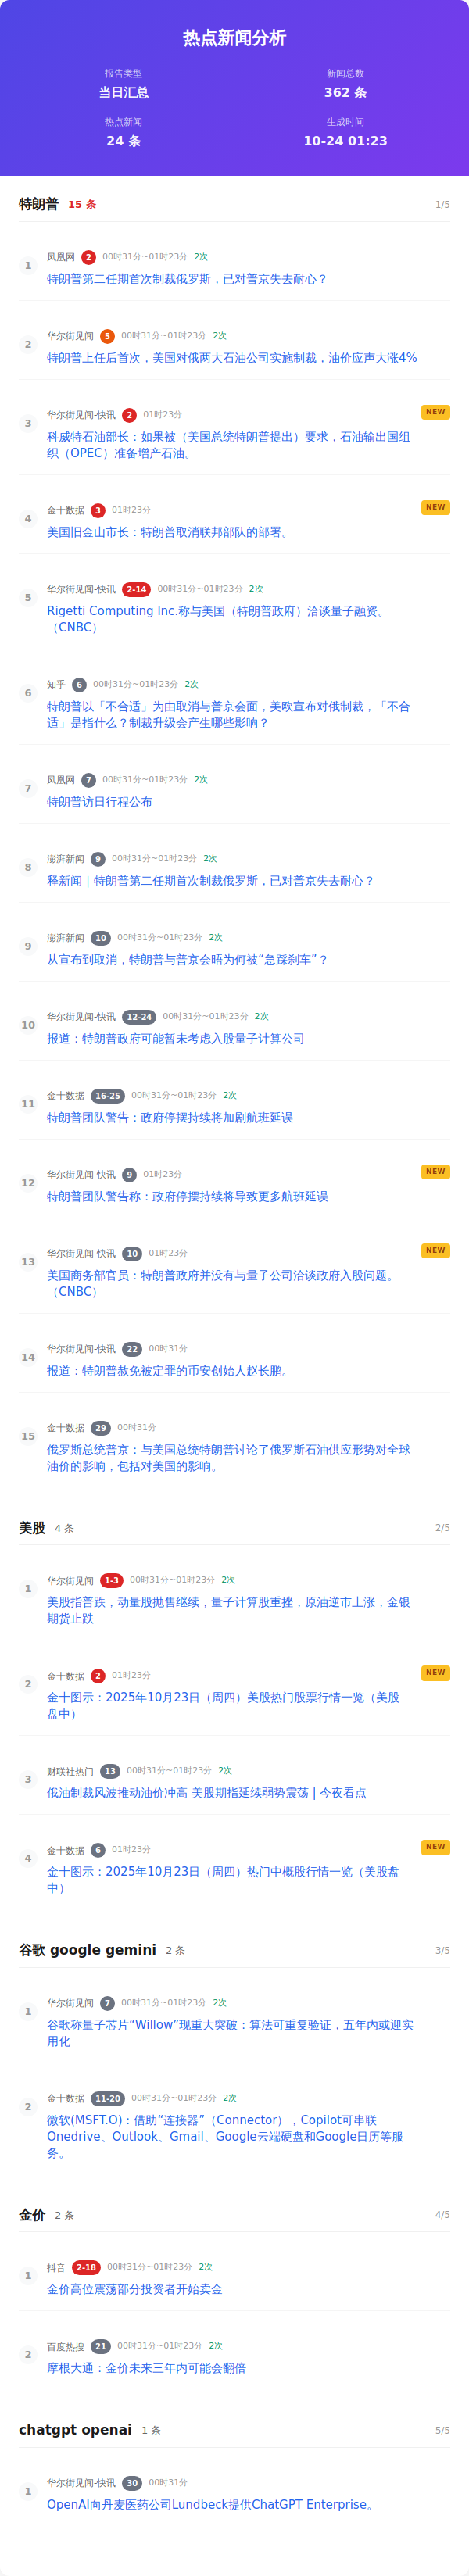 热点新闻分析
报告类型
当日汇总
新闻总数
362 条
热点新闻
24 条
生成时间
10-24 01:23
特朗普 15 条 1/5
1
凤凰网 2 00时31分~01时23分 2次
特朗普第二任期首次制裁俄罗斯，已对普京失去耐心？
2
华尔街见闻 5 00时31分~01时23分 2次
特朗普上任后首次，美国对俄两大石油公司实施制裁，油价应声大涨4%
3
华尔街见闻-快讯 2 01时23分 NEW
科威特石油部长：如果被（美国总统特朗普提出）要求，石油输出国组
织（OPEC）准备增产石油。
4
金十数据 3 01时23分 NEW
美国旧金山市长：特朗普取消联邦部队的部署。
5
华尔街见闻-快讯 2-14 00时31分~01时23分 2次
Rigetti Computing Inc.称与美国（特朗普政府）洽谈量子融资。
（CNBC）
6
知乎 6 00时31分~01时23分 2次
特朗普以「不合适」为由取消与普京会面，美欧宣布对俄制裁，「不合
适」是指什么？制裁升级会产生哪些影响？
7
凤凰网 7 00时31分~01时23分 2次
特朗普访日行程公布
8
澎湃新闻 9 00时31分~01时23分 2次
释新闻｜特朗普第二任期首次制裁俄罗斯，已对普京失去耐心？
9
澎湃新闻 10 00时31分~01时23分 2次
从宣布到取消，特朗普与普京会晤为何被“急踩刹车”？
10
华尔街见闻-快讯 12-24 00时31分~01时23分 2次
报道：特朗普政府可能暂未考虑入股量子计算公司
11
金十数据 16-25 00时31分~01时23分 2次
特朗普团队警告：政府停摆持续将加剧航班延误
12
华尔街见闻-快讯 9 01时23分 NEW
特朗普团队警告称：政府停摆持续将导致更多航班延误
13
华尔街见闻-快讯 10 01时23分 NEW
美国商务部官员：特朗普政府并没有与量子公司洽谈政府入股问题。
（CNBC）
14
华尔街见闻-快讯 22 00时31分
报道：特朗普赦免被定罪的币安创始人赵长鹏。
15
金十数据 29 00时31分
俄罗斯总统普京：与美国总统特朗普讨论了俄罗斯石油供应形势对全球
油价的影响，包括对美国的影响。
美股 4 条 2/5
1
华尔街见闻 1-3 00时31分~01时23分 2次
美股指普跌，动量股抛售继续，量子计算股重挫，原油逆市上涨，金银
期货止跌
2
金十数据 2 01时23分 NEW
金十图示：2025年10月23日（周四）美股热门股票行情一览（美股
盘中）
3
财联社热门 13 00时31分~01时23分 2次
俄油制裁风波推动油价冲高 美股期指延续弱势震荡 | 今夜看点
4
金十数据 6 01时23分 NEW
金十图示：2025年10月23日（周四）热门中概股行情一览（美股盘
中）
谷歌 google gemini 2 条 3/5
1
华尔街见闻 7 00时31分~01时23分 2次
谷歌称量子芯片“Willow”现重大突破：算法可重复验证，五年内或迎实
用化
2
金十数据 11-20 00时31分~01时23分 2次
微软(MSFT.O)：借助“连接器”（Connector），Copilot可串联
Onedrive、Outlook、Gmail、Google云端硬盘和Google日历等服
务。
金价 2 条 4/5
1
抖音 2-18 00时31分~01时23分 2次
金价高位震荡部分投资者开始卖金
2
百度热搜 21 00时31分~01时23分 2次
摩根大通：金价未来三年内可能会翻倍
chatgpt openai 1 条 5/5
1
华尔街见闻-快讯 30 00时31分
OpenAI向丹麦医药公司Lundbeck提供ChatGPT Enterprise。